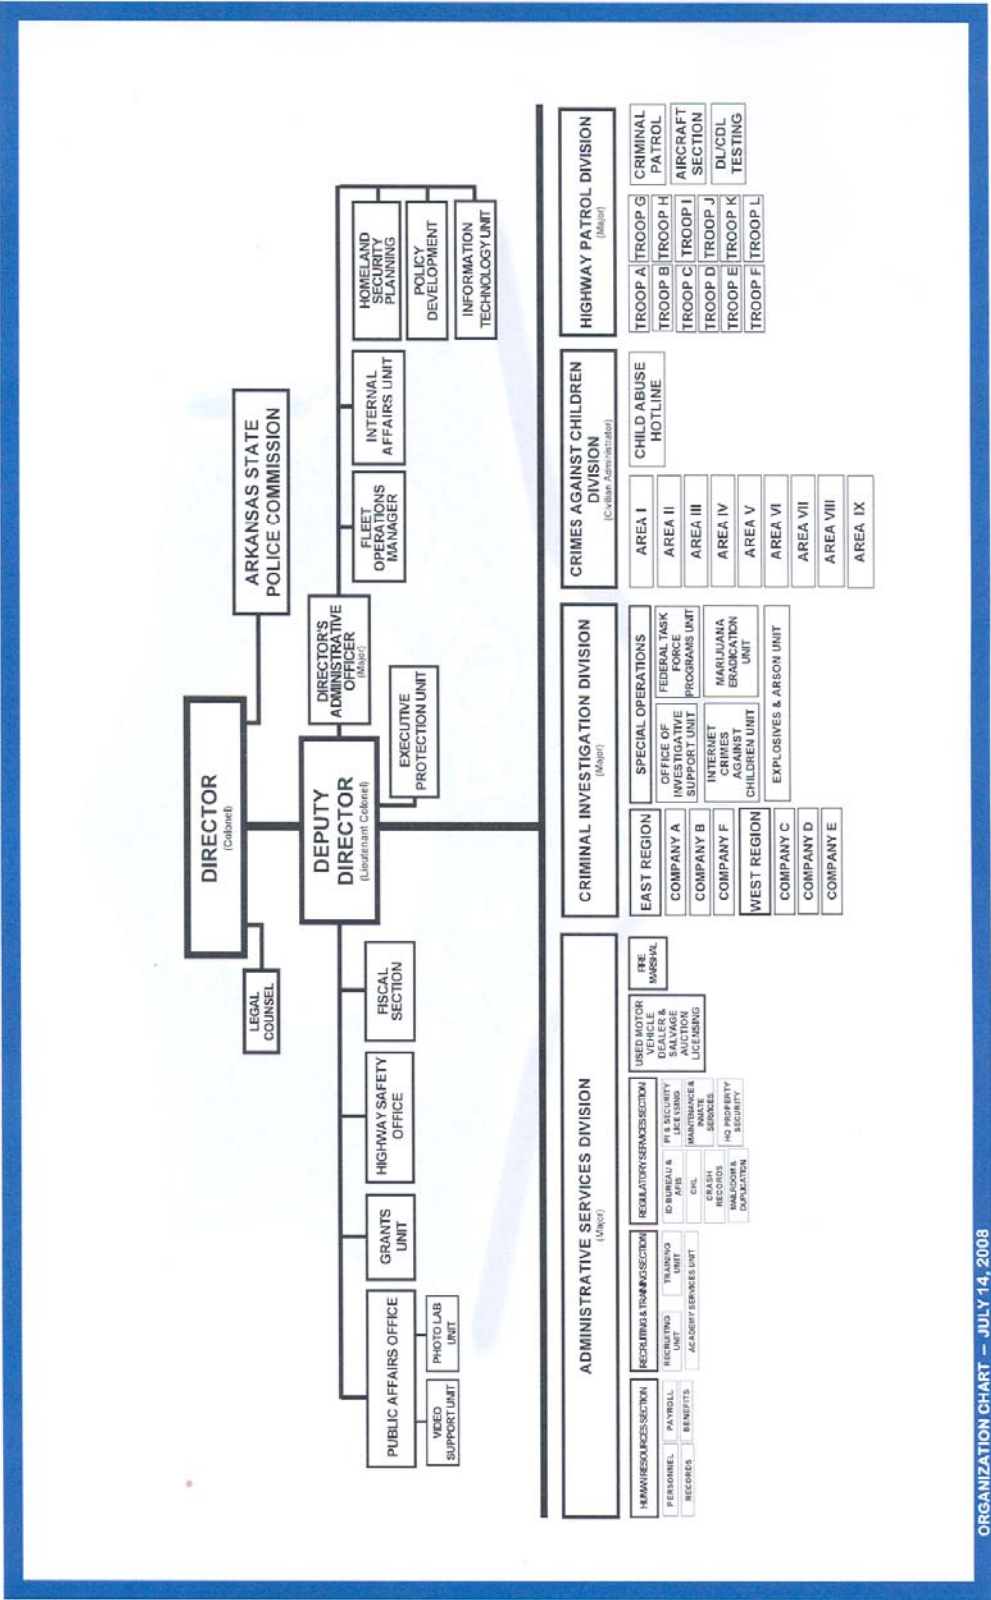 DIRECTOR
(Colonel)
LEGAL
COUNSEL
ARKANSAS STATE
POLICE COMMISSION
DEPUTY
DIRECTOR
(Lieutenant Colonel)
DIRECTOR'S
ADMINISTRATIVE
OFFICER
(Major)
EXECUTIVE
PROTECTION UNIT
PUBLIC AFFAIRS OFFICE
VIDEO
SUPPORT UNIT
PHOTO LAB
UNIT
GRANTS
UNIT
HIGHWAY SAFETY
OFFICE
FISCAL
SECTION
FLEET
OPERATIONS
MANAGER
INTERNAL
AFFAIRS UNIT
HOMELAND
SECURITY
PLANNING
POLICY
DEVELOPMENT
INFORMATION
TECHNOLOGY UNIT
ADMINISTRATIVE SERVICES DIVISION
(Major)
HUMAN RESOURCES SECTION
PERSONNEL
PAYROLL
RECORDS
BENEFITS
RECRUITING & TRAINING SECTION
RECRUITING
UNIT
TRAINING
UNIT
ACADEMY SERVICES UNIT
REGULATORY SERVICES SECTION
ID BUREAU &
AFIS
PI & SECURITY
LICENSING
CHL
MAINTENANCE &
INMATE
SERVICES
CRASH
RECORDS
HQ PROPERTY
SECURITY
MAILROOM &
DUPLICATION
USED MOTOR
VEHICLE
DEALER &
SALVAGE
AUCTION
LICENSING
FIRE
MARSHAL
CRIMINAL INVESTIGATION DIVISION
(Major)
EAST REGION
COMPANY A
COMPANY B
COMPANY F
WEST REGION
COMPANY C
COMPANY D
COMPANY E
SPECIAL OPERATIONS
OFFICE OF
INVESTIGATIVE
SUPPORT UNIT
FEDERAL TASK
FORCE
PROGRAMS UNIT
INTERNET
CRIMES
AGAINST
CHILDREN UNIT
MARIJUANA
ERADICATION
UNIT
EXPLOSIVES & ARSON UNIT
CRIMES AGAINST CHILDREN
DIVISION
(Civilian Administrator)
AREA I
AREA II
AREA III
AREA IV
AREA V
AREA VI
AREA VII
AREA VIII
AREA IX
CHILD ABUSE
HOTLINE
HIGHWAY PATROL DIVISION
(Major)
TROOP A TROOP G
TROOP B TROOP H
TROOP C TROOP I
TROOP D TROOP J
TROOP E TROOP K
TROOP F TROOP L
CRIMINAL
PATROL
AIRCRAFT
SECTION
DL/CDL
TESTING
ORGANIZATION CHART – JULY 14, 2008